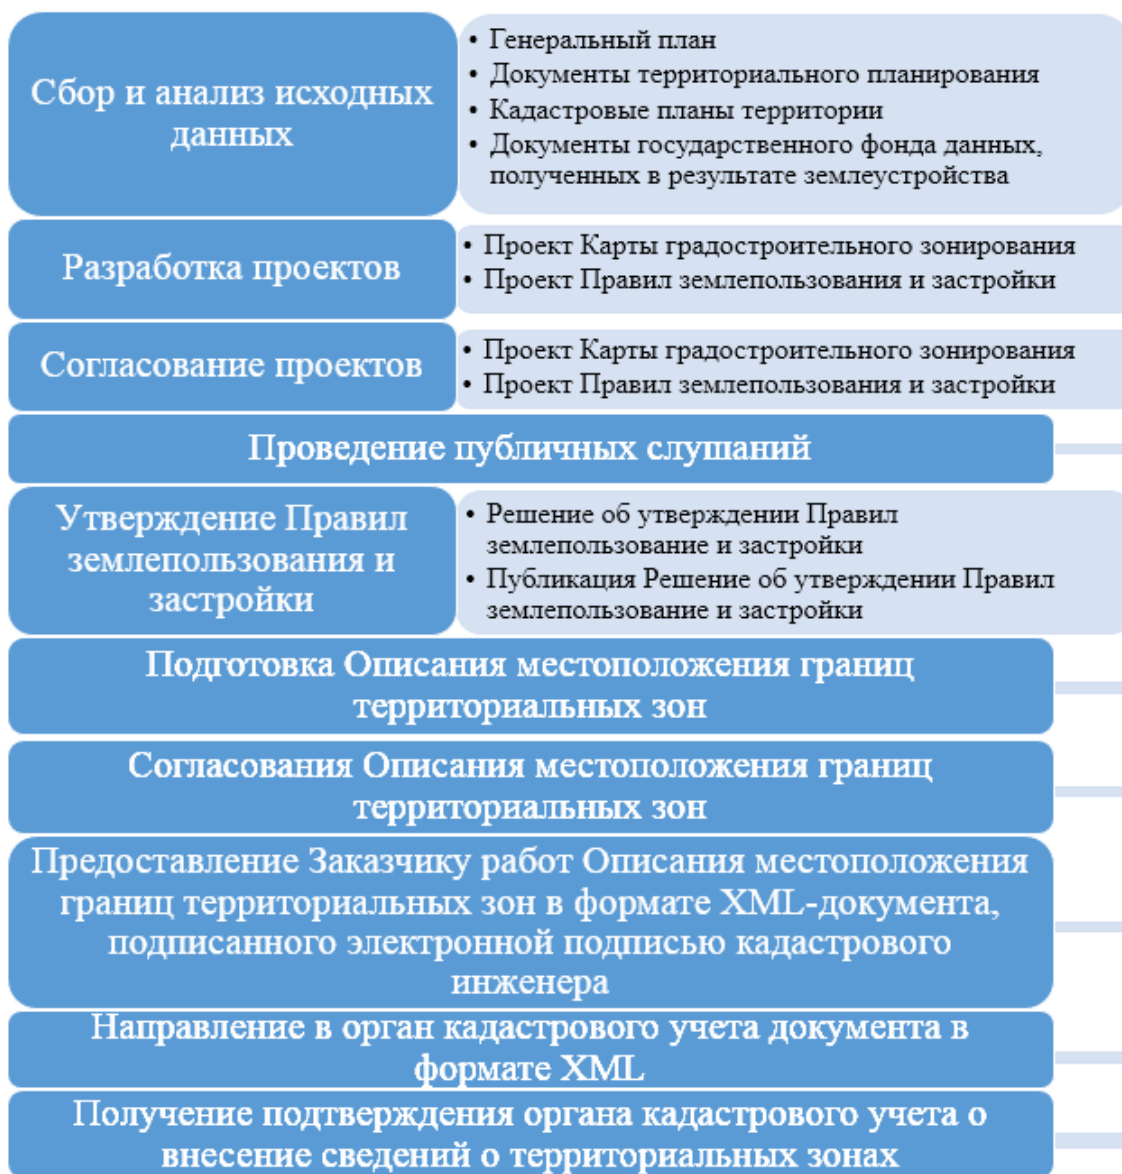 Сбор и анализ исходных
данных
• Генеральный план
• Документы территориального планирования
• Кадастровые планы территории
• Документы государственного фонда данных,
полученных в результате землеустройства
Разработка проектов
• Проект Карты градостроительного зонирования
• Проект Правил землепользования и застройки
Согласование проектов
• Проект Карты градостроительного зонирования
• Проект Правил землепользования и застройки
Проведение публичных слушаний
Утверждение Правил
землепользования и
застройки
• Решение об утверждении Правил
землепользование и застройки
• Публикация Решение об утверждении Правил
землепользование и застройки
Подготовка Описания местоположения границ
территориальных зон
Согласования Описания местоположения границ
территориальных зон
Предоставление Заказчику работ Описания местоположения
границ территориальных зон в формате XML-документа,
подписанного электронной подписью кадастрового
инженера
Направление в орган кадастрового учета документа в
формате XML
Получение подтверждения органа кадастрового учета о
внесение сведений о территориальных зонах